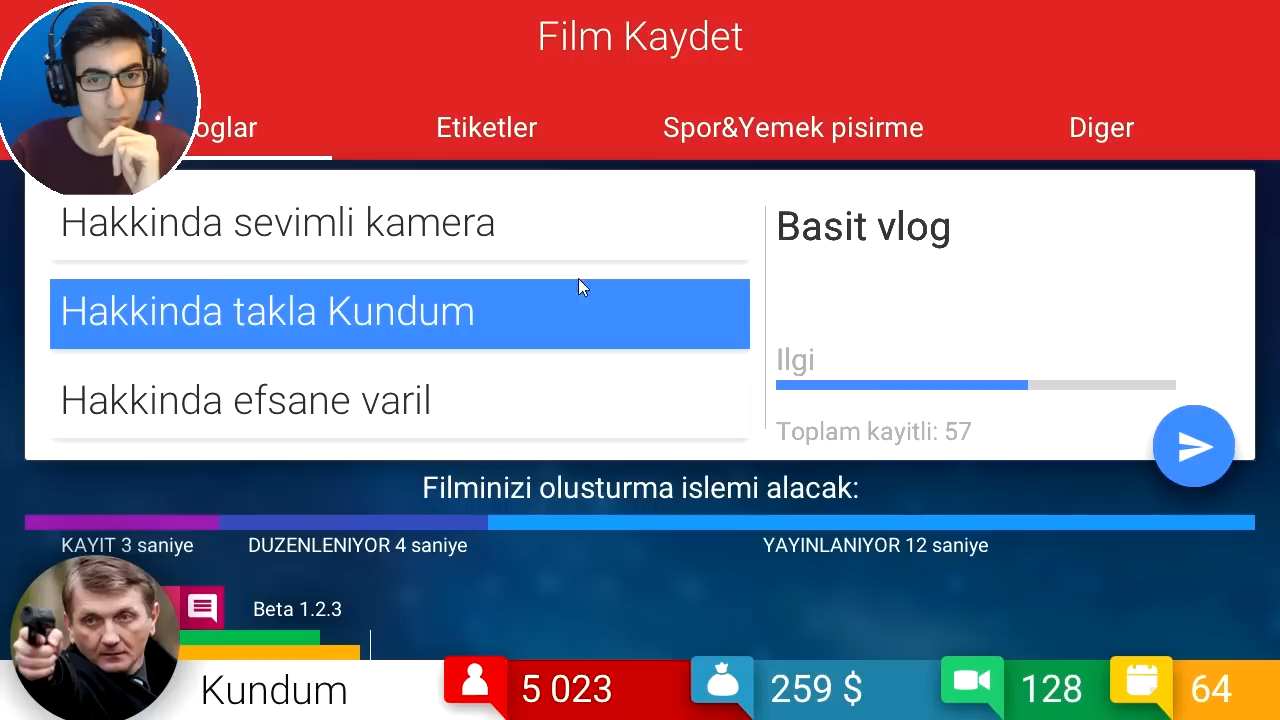 Film Kaydet
oglar
Etiketler
Spor&Yemek pisirme
Diger
Hakkinda sevimli kamera
Hakkinda takla Kundum
Hakkinda efsane varil
Basit vlog
Ilgi
Toplam kayitli: 57
Filminizi olusturma islemi alacak:
KAYIT 3 saniye
DUZENLENIYOR 4 saniye
YAYINLANIYOR 12 saniye
Beta 1.2.3
Kundum
5 023
259 $
128
64